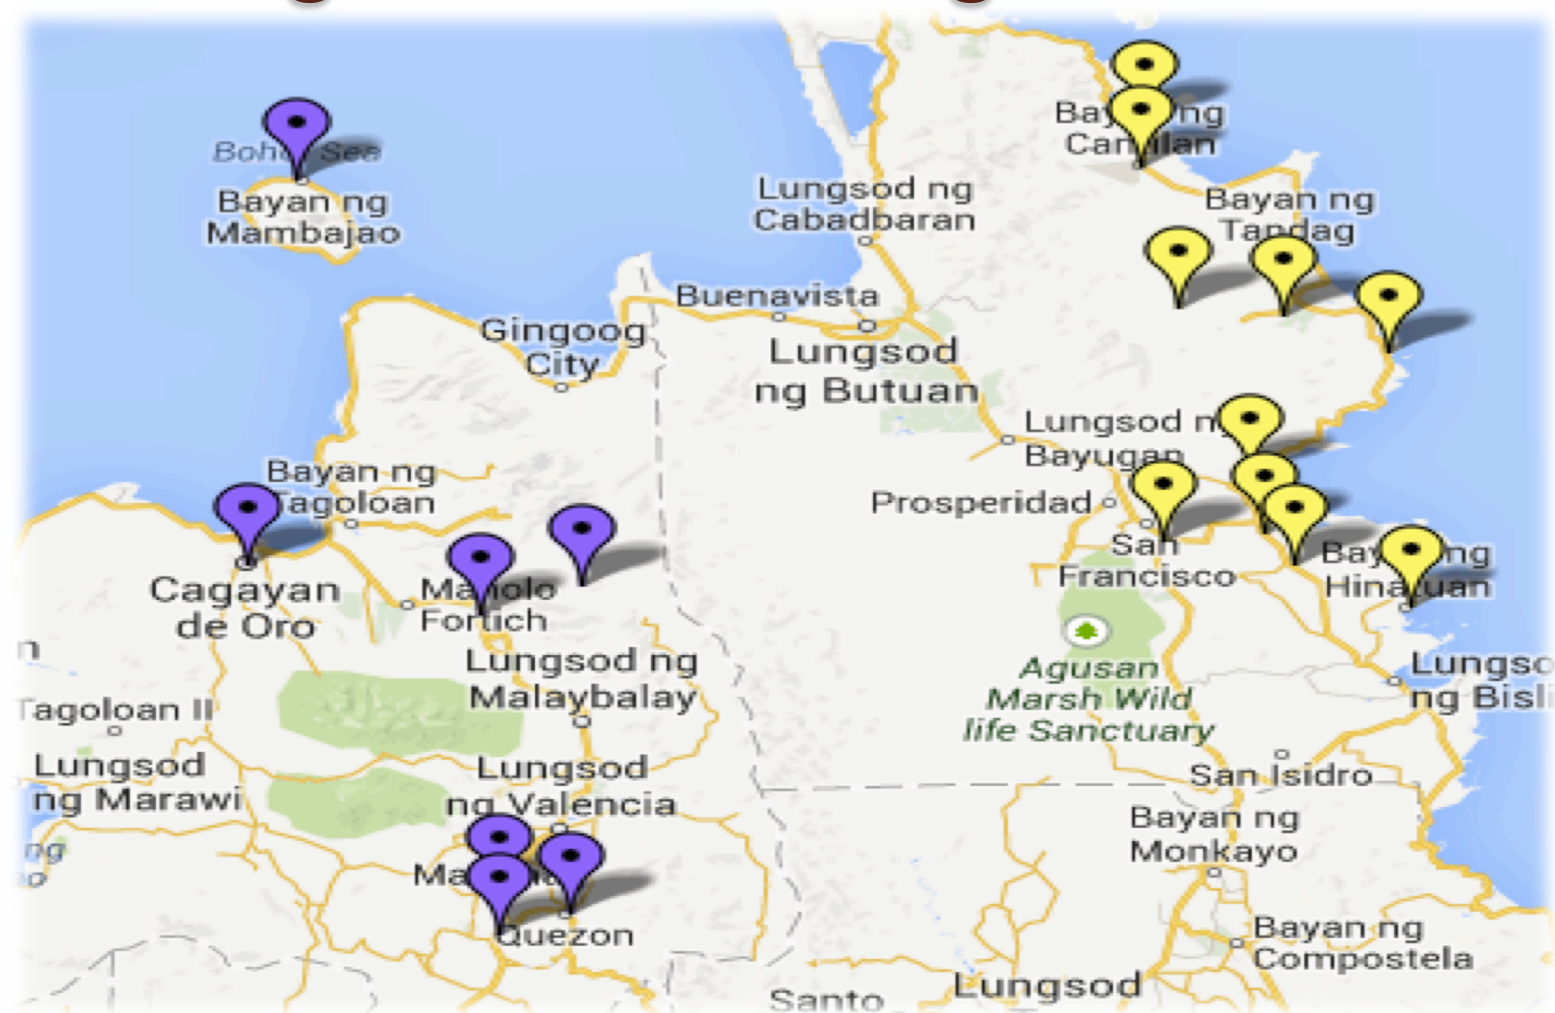 Bayan ng
Mambajao
Lungsod ng
Cabadbaran
Bayan ng
Tandag
Buenavista
Gingoog
City
Lungsod
ng Butuan
Lungsod
Bayugan
Bayan ng
Tagoloan
Prosperidad
San
Francisco
Cagayan
de Oro
Fortich
Lungsod ng
Malaybalay
Agusan
Marsh Wild
life Sanctuary
Tagoloan II
Lungsod
ng Marawi
Lungsod
ng Valencia
San Isidro
Bayan ng
Monkayo
ng
Quezon
Bayan ng
Compostela
Lungsod
Santo